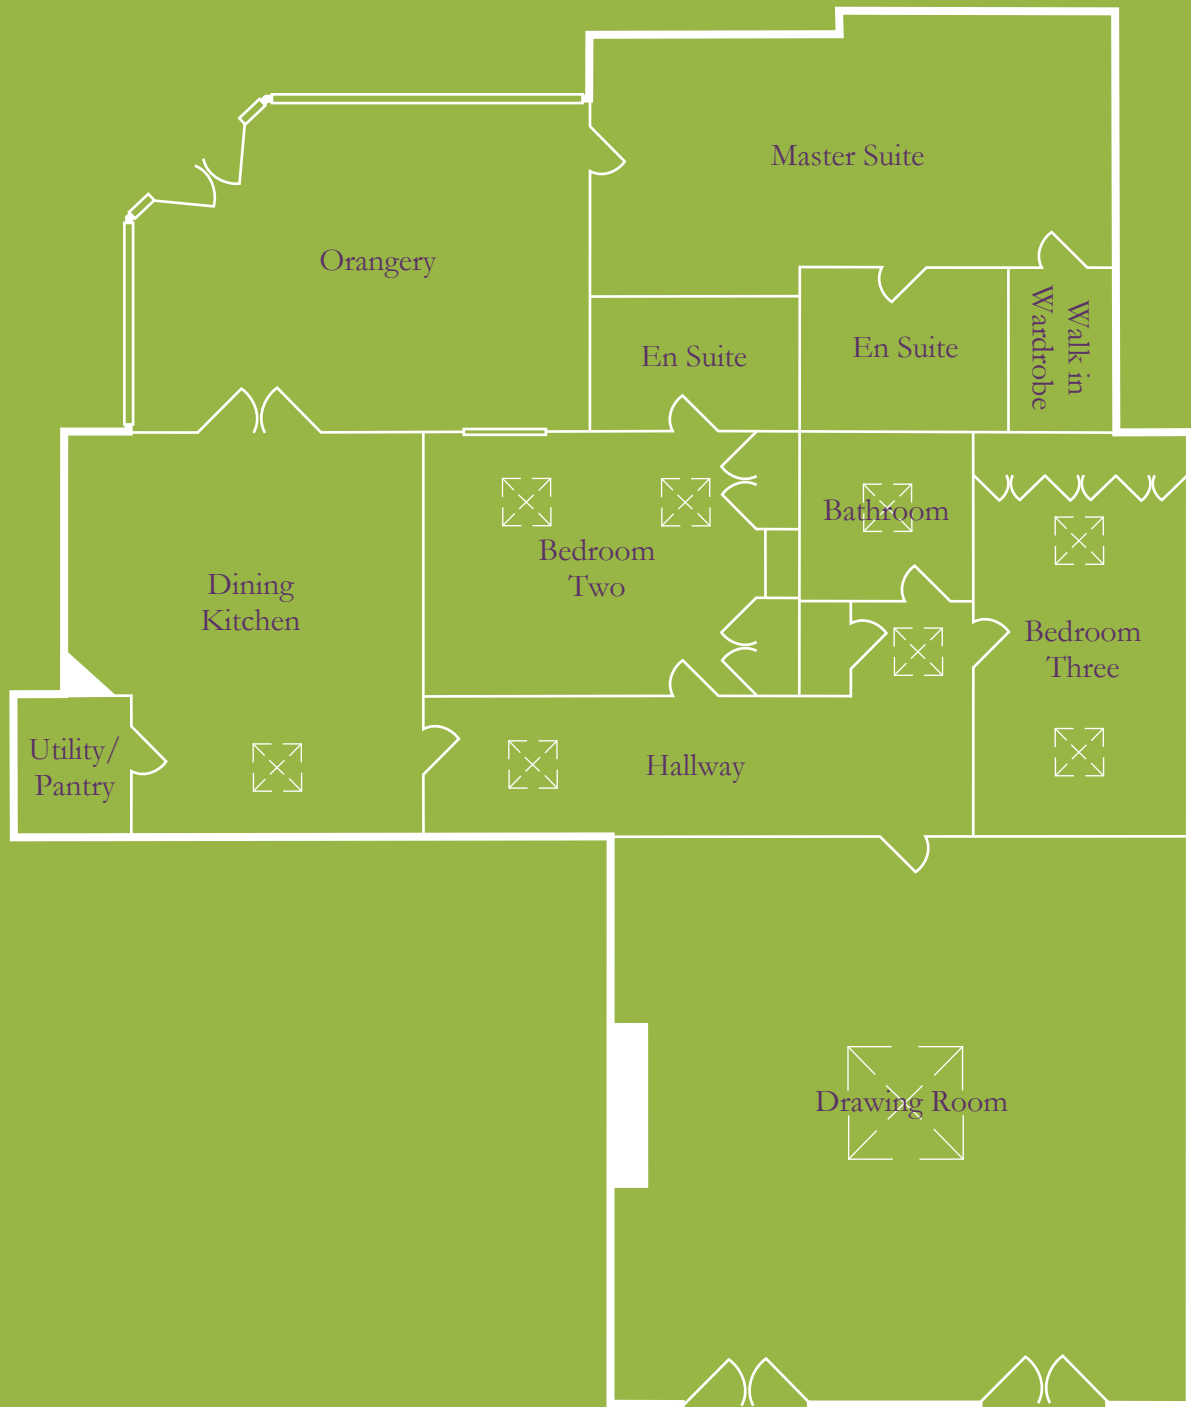 Master Suite
Orangery
En Suite
En Suite
Walk in
Wardrobe
Bathroom
Bedroom
Two
Dining
Kitchen
Bedroom
Three
Utility/
Pantry
Hallway
Drawing Room